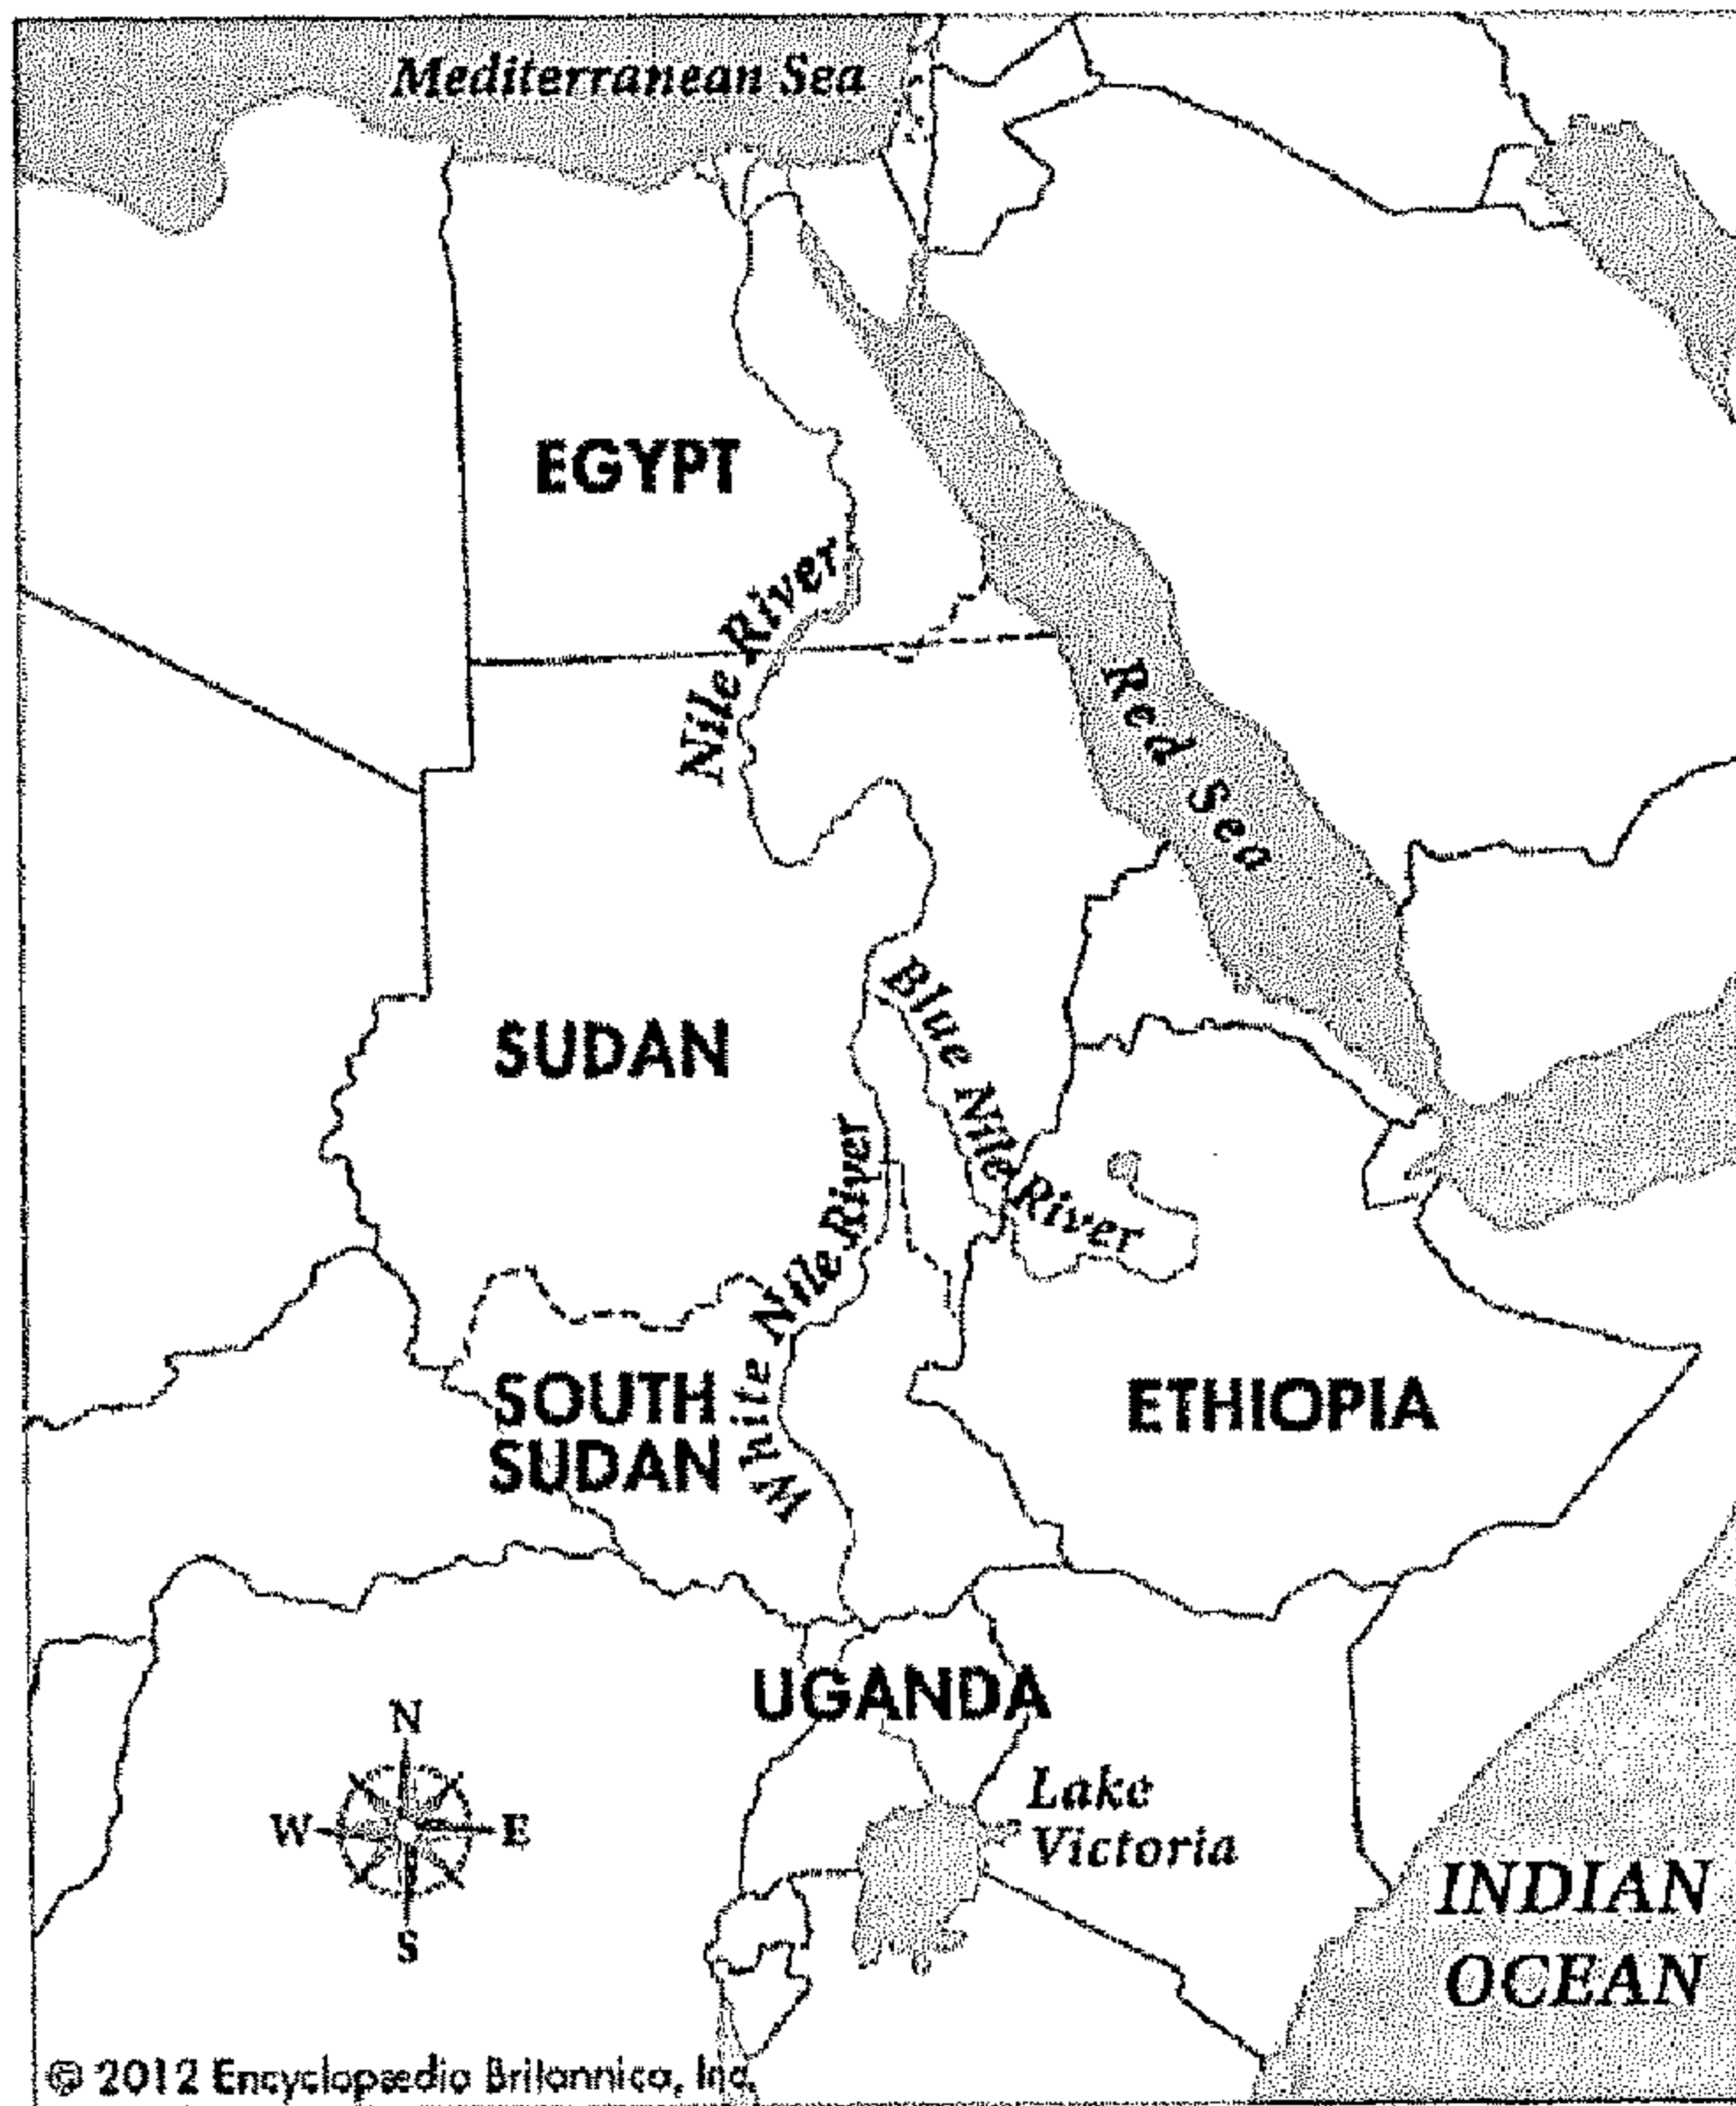 Mediterranean Sea
EGYPT
Nile River
Red Sea
Blue Nile River
SUDAN
White Nile River
SOUTH
SUDAN
ETHIOPIA
UGANDA
N
W
E
S
Lake
Victoria
INDIAN
OCEAN
© 2012 Encyclopædia Britannica, Inc.